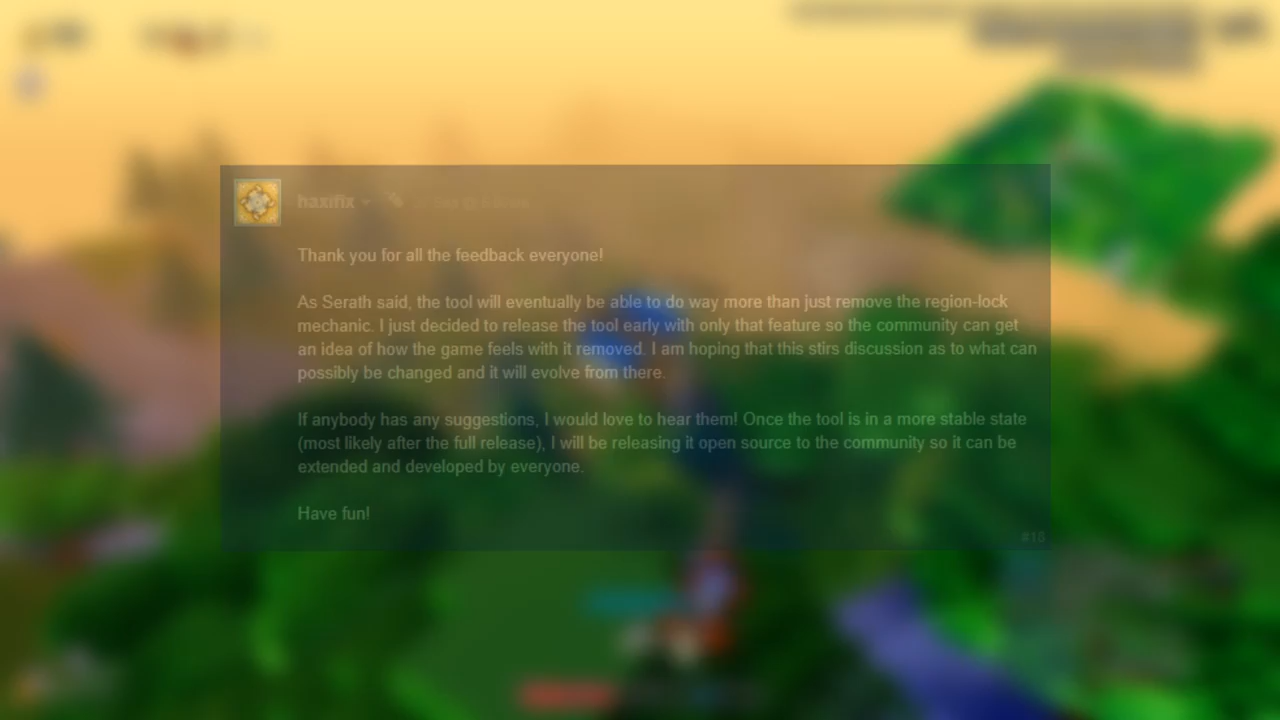 haxifix
Thank you for all the feedback everyone!
As Serath said, the tool will eventually be able to do way more than just remove the region-lock
mechanic. I just decided to release the tool early with only that feature so the community can get
an idea of how the game feels with it removed. I am hoping that this stirs discussion as to what can
possibly be changed and it will evolve from there.
If anybody has any suggestions, I would love to hear them! Once the tool is in a more stable state
(most likely after the full release), I will be releasing it open source to the community so it can be
extended and developed by everyone.
Have fun!
#16